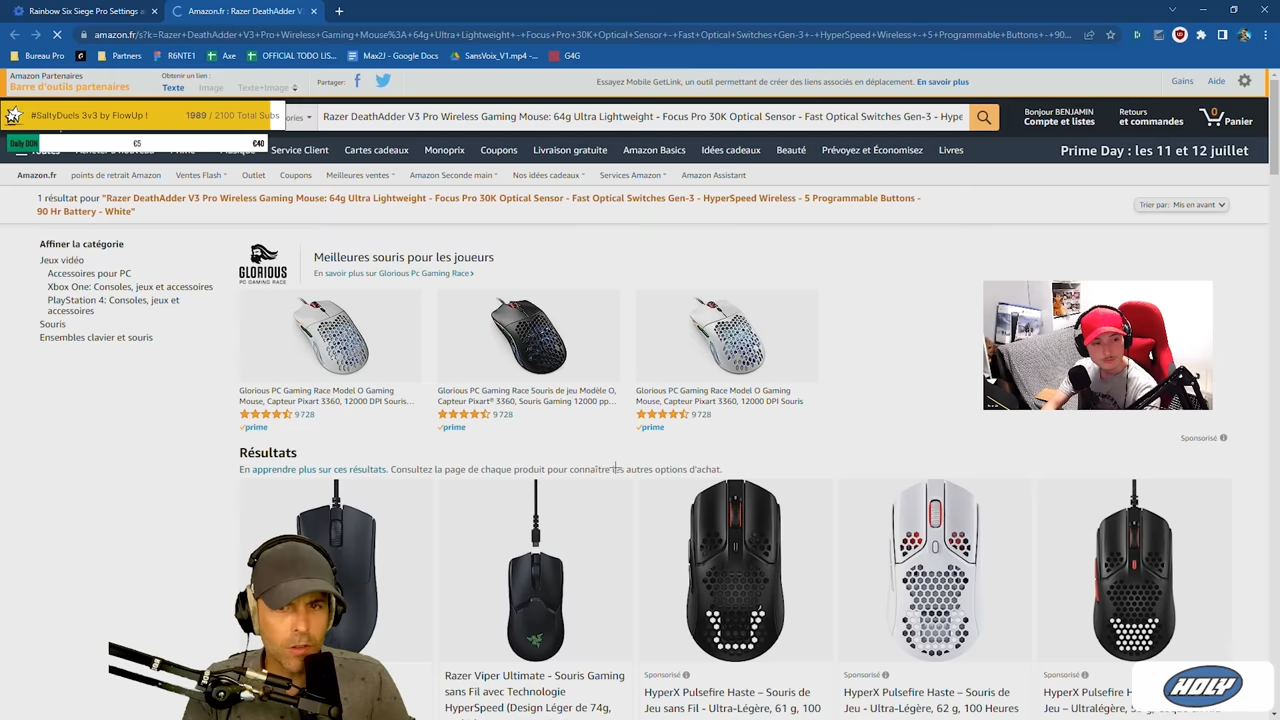 Rainbow Six Siege Pro Settings a
Amazon.fr : Razer DeathAdder V3
amazon.fr/s?k=Razer+DeathAdder+V3+Pro+Wireless+Gaming+Mouse%3A+64g+Ultra+Lightweight+-+Focus+Pro+30K+Optical+Sensor+-+Fast+Optical+Switches+Gen-3+-+HyperSpeed+Wireless+-+5+Programmable+Buttons+-+90...
Bureau Pro
Partners
R6NTE1
Axe
OFFICIAL TODO LIS...
Max2J - Google Docs
SansVoix_V1.mp4 -...
G4G
Amazon Partenaires
Barre d'outils partenaires
Obtenir un lien :
Texte
Image
Texte+Image
Partager:
Essayez Mobile GetLink, un outil permettant de créer des liens associés en déplacement. En savoir plus
Gains
Aide
#SaltyDuels 3v3 by FlowUp !
1989 / 2100 Total Subs
ories
Razer DeathAdder V3 Pro Wireless Gaming Mouse: 64g Ultra Lightweight - Focus Pro 30K Optical Sensor - Fast Optical Switches Gen-3 - Hype
Bonjour BENJAMIN
Compte et listes
Retours
et commandes
0
Panier
Daily DON
€5
€40
Service Client
Cartes cadeaux
Monoprix
Coupons
Livraison gratuite
Amazon Basics
Idées cadeaux
Beauté
Prévoyez et Économisez
Livres
Prime Day : les 11 et 12 juillet
Amazon.fr
points de retrait Amazon
Ventes Flash
Outlet
Coupons
Meilleures ventes
Amazon Seconde main
Nos idées cadeaux
Services Amazon
Amazon Assistant
1 résultat pour "Razer DeathAdder V3 Pro Wireless Gaming Mouse: 64g Ultra Lightweight - Focus Pro 30K Optical Sensor - Fast Optical Switches Gen-3 - HyperSpeed Wireless - 5 Programmable Buttons -
90 Hr Battery - White"
Trier par: Mis en avant
Affiner la catégorie
Jeux vidéo
Accessoires pour PC
Xbox One: Consoles, jeux et accessoires
PlayStation 4: Consoles, jeux et
accessoires
Souris
Ensembles clavier et souris
GLORIOUS
PC GAMING RACE
Meilleures souris pour les joueurs
En savoir plus sur Glorious Pc Gaming Race
Glorious PC Gaming Race Model O Gaming
Mouse, Capteur Pixart 3360, 12000 DPI Souris...
9 728
prime
Glorious PC Gaming Race Souris de jeu Modèle O,
Capteur Pixart® 3360, Souris Gaming 12000 pp...
9 728
prime
Glorious PC Gaming Race Model O Gaming
Mouse, Capteur Pixart 3360, 12000 DPI Souris
9 728
prime
Sponsorisé
Résultats
En apprendre plus sur ces résultats. Consultez la page de chaque produit pour connaître les autres options d'achat.
Razer Viper Ultimate - Souris Gaming
sans Fil avec Technologie
HyperSpeed (Design Léger de 74g,
Sponsorisé
HyperX Pulsefire Haste – Souris de
Jeu sans Fil - Ultra-Légère, 61 g, 100
Sponsorisé
HyperX Pulsefire Haste – Souris de
Jeu - Ultra-Légère, 62 g, 100 Heures
Sponsorisé
HyperX Pulsefire Haste – Souris
Jeu – Ultralégère,
HOLY